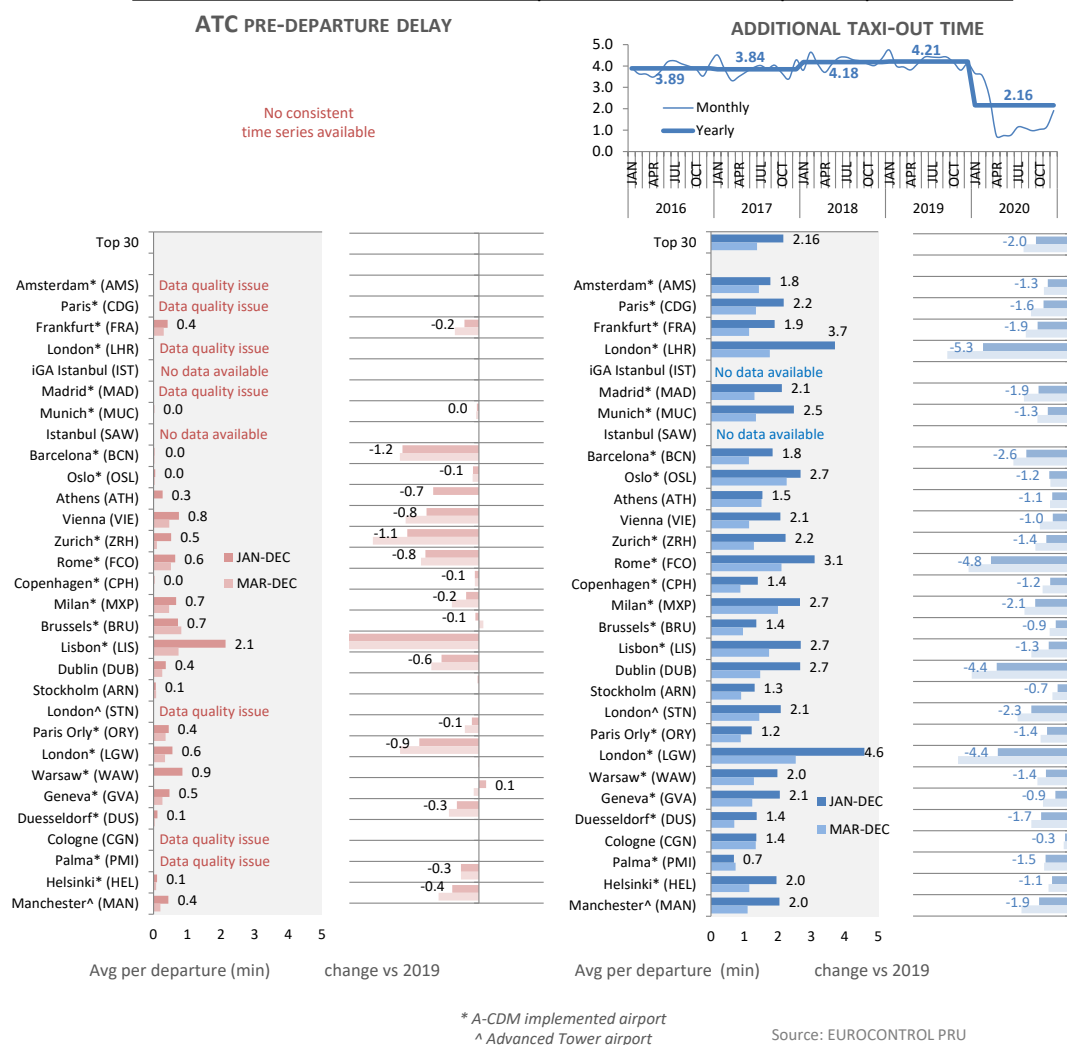 ATC PRE-DEPARTURE DELAY
No consistent
time series available
ADDITIONAL TAXI-OUT TIME
4.0
5.0
3.0
2.0
1.0
0.0
3.89
3.84
4.18
4.21
2.16
Monthly
Yearly
JAN APR JUL OCT JAN APR JUL OCT JAN APR JUL OCT JAN APR JUL OCT JAN APR JUL OCT
2016 2017 2018 2019 2020
Top 30
Amsterdam* (AMS) Data quality issue
Paris* (CDG) Data quality issue
Frankfurt* (FRA) 0.4 -0.2
London* (LHR) Data quality issue
iGA Istanbul (IST) No data available
Madrid* (MAD) Data quality issue
Munich* (MUC) 0.0 0.0
Istanbul (SAW) No data available
Barcelona* (BCN) 0.0 -1.2
Oslo* (OSL) 0.0 -0.1
Athens (ATH) 0.3 -0.7
Vienna (VIE) 0.8 -0.8
Zurich* (ZRH) 0.5 -1.1
Rome* (FCO) 0.6 -0.8
Copenhagen* (CPH) 0.0 -0.1
Milan* (MXP) 0.7 -0.2
Brussels* (BRU) 0.7 -0.1
Lisbon* (LIS) 2.1
Dublin (DUB) 0.4 -0.6
Stockholm (ARN) 0.1
London^ (STN) Data quality issue
Paris Orly* (ORY) 0.4 -0.1
London* (LGW) 0.6 -0.9
Warsaw* (WAW) 0.9 0.1
Geneva* (GVA) 0.5 -0.3
Duesseldorf* (DUS) 0.1
Cologne (CGN) Data quality issue
Palma* (PMI) Data quality issue -0.3
Helsinki* (HEL) 0.1 -0.4
Manchester^ (MAN) 0.4
JAN-DEC
MAR-DEC
0 1 2 3 4 5
Avg per departure (min) change vs 2019
Top 30 2.16 -2.0
Amsterdam* (AMS) 1.8 -1.3
Paris* (CDG) 2.2 -1.6
Frankfurt* (FRA) 1.9 -1.9
London* (LHR) 3.7 -5.3
iGA Istanbul (IST) No data available
Madrid* (MAD) 2.1 -1.9
Munich* (MUC) 2.5 -1.3
Istanbul (SAW) No data available
Barcelona* (BCN) 1.8 -2.6
Oslo* (OSL) 2.7 -1.2
Athens (ATH) 1.5 -1.1
Vienna (VIE) 2.1 -1.0
Zurich* (ZRH) 2.2 -1.4
Rome* (FCO) 3.1 -4.8
Copenhagen* (CPH) 1.4 -1.2
Milan* (MXP) 2.7 -2.1
Brussels* (BRU) 1.4 -0.9
Lisbon* (LIS) 2.7 -1.3
Dublin (DUB) 2.7 -4.4
Stockholm (ARN) 1.3 -0.7
London^ (STN) 2.1 -2.3
Paris Orly* (ORY) 1.2 -1.4
London* (LGW) 4.6 -4.4
Warsaw* (WAW) 2.0 -1.4
Geneva* (GVA) 2.1 -0.9
Duesseldorf* (DUS) 1.4 -1.7
Cologne (CGN) 1.4 -0.3
Palma* (PMI) 0.7 -1.5
Helsinki* (HEL) 2.0 -1.1
Manchester^ (MAN) 2.0 -1.9
JAN-DEC
MAR-DEC
0 1 2 3 4 5
Avg per departure (min) change vs 2019
* A-CDM implemented airport
^ Advanced Tower airport
Source: EUROCONTROL PRU